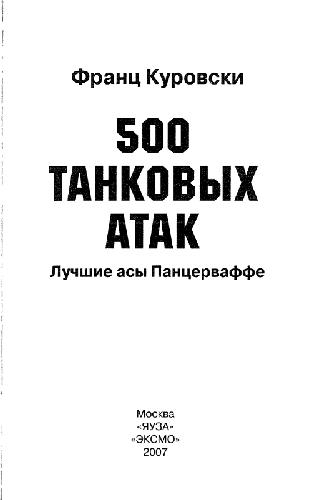 Франц Куровски
500
ТАНКОВЫХ
АТАК
Лучшие асы Панцерваффе
Москва
«ЯУЗА»
«ЭКСМО»
2007